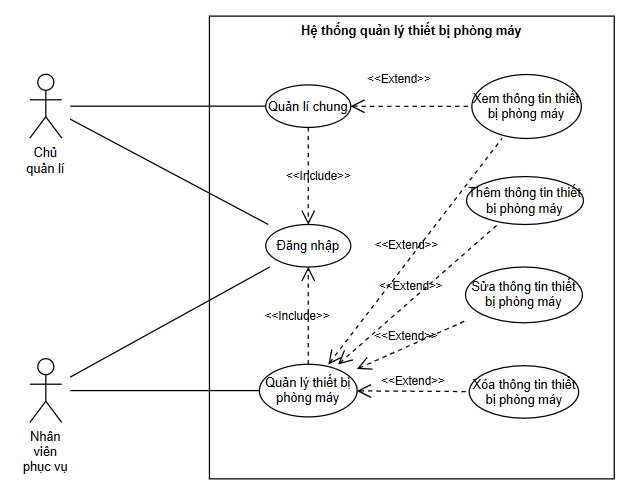 Hệ thống quản lý thiết bị phòng máy
<<Extend>>
Xem thông tin thiết
bị phòng máy
Quản lí chung
Chủ
quản lí
<<Include>>
Thêm thông tin thiết
bị phòng máy
Đăng nhập
<<Extend>>
<<Extend>>
Sửa thông tin thiết
bị phòng máy
<<Include>>
<<Extend>>
Quản lý thiết bị
phòng máy
<<Extend>>
Xóa thông tin thiết
bị phòng máy
Nhân
viên
phục vụ